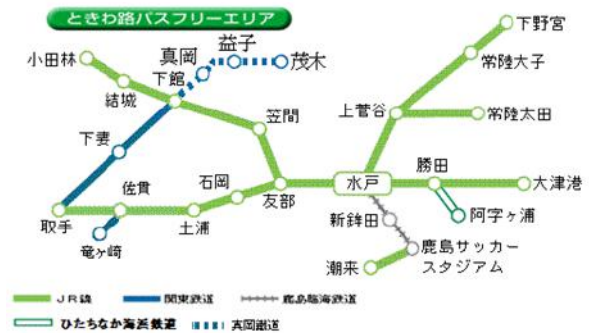 ときわ路パスフリーエリア
下野宮
小田林
真岡
益子
茂木
常陸大子
結城
下館
笠間
上菅谷
常陸太田
下妻
佐貫
石岡
友部
水戸
勝田
大津港
取手
土浦
新鉾田
阿字ヶ浦
竜ヶ崎
潮来
鹿島サッカー
スタジアム
JR線
関東鉄道
鹿島臨海鉄道
ひたちなか海浜鉄道
真岡鐵道